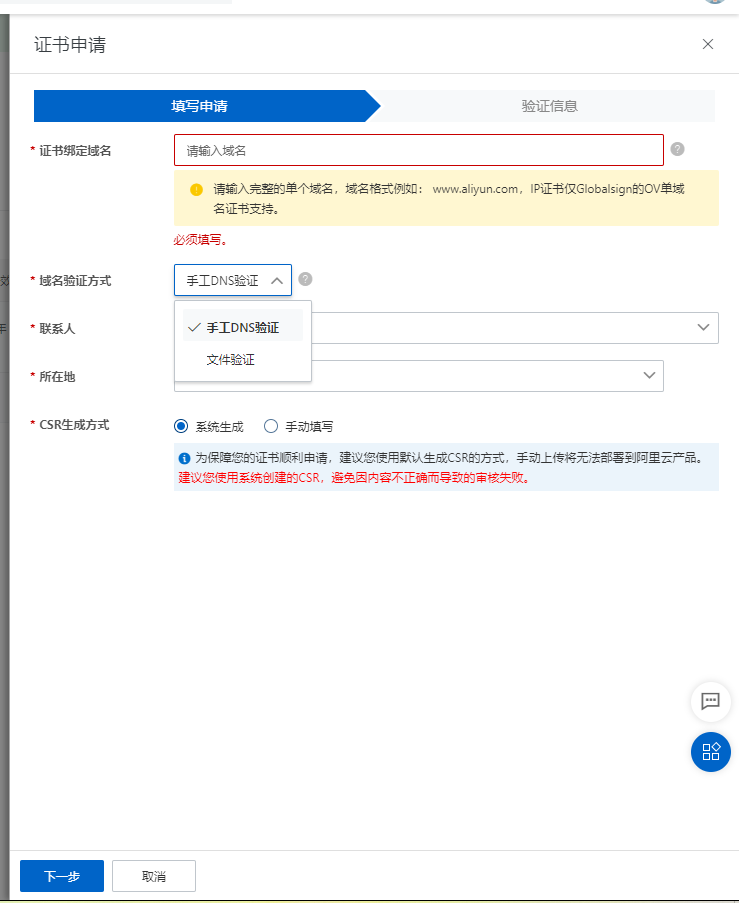 证书申请
填写申请
验证信息
* 证书绑定域名
请输入域名
请输入完整的单个域名，域名格式例如： www.aliyun.com，IP证书仅Globalsign的OV单域
名证书支持。
必须填写。
* 域名验证方式
手工DNS验证
手工DNS验证
文件验证
* 联系人
* 所在地
* CSR生成方式
系统生成
手动填写
为保障您的证书顺利申请，建议您使用默认生成CSR的方式，手动上传将无法部署到阿里云产品。
建议您使用系统创建的CSR，避免因内容不正确而导致的审核失败。
下一步
取消